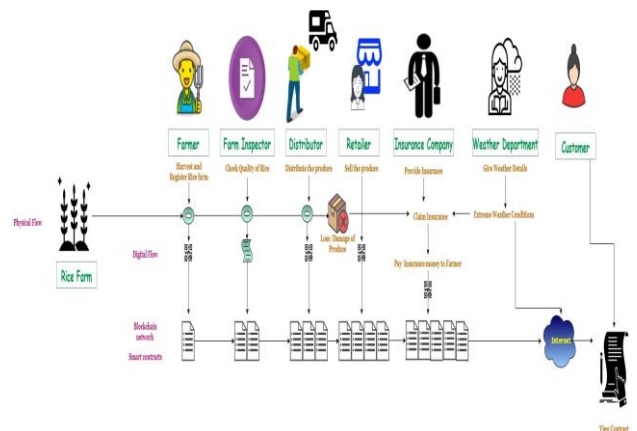 Farmer
Farm Inspector
Distributor
Retailer
Insurance Company
Weather Department
Customer
Harvest and
Register Rice farm
Check Quality of Rice
Distribute the produce
Sell the produce
Provide Insurance
Give Weather Details
Physical Flow
Rice Farm
Loss/Damage of
Produce
Claim Insurance
Extreme Weather Conditions
Digital Flow
Pay Insurance money to Farmer
Blockchain
network
Smart contracts
Internet
View Contract